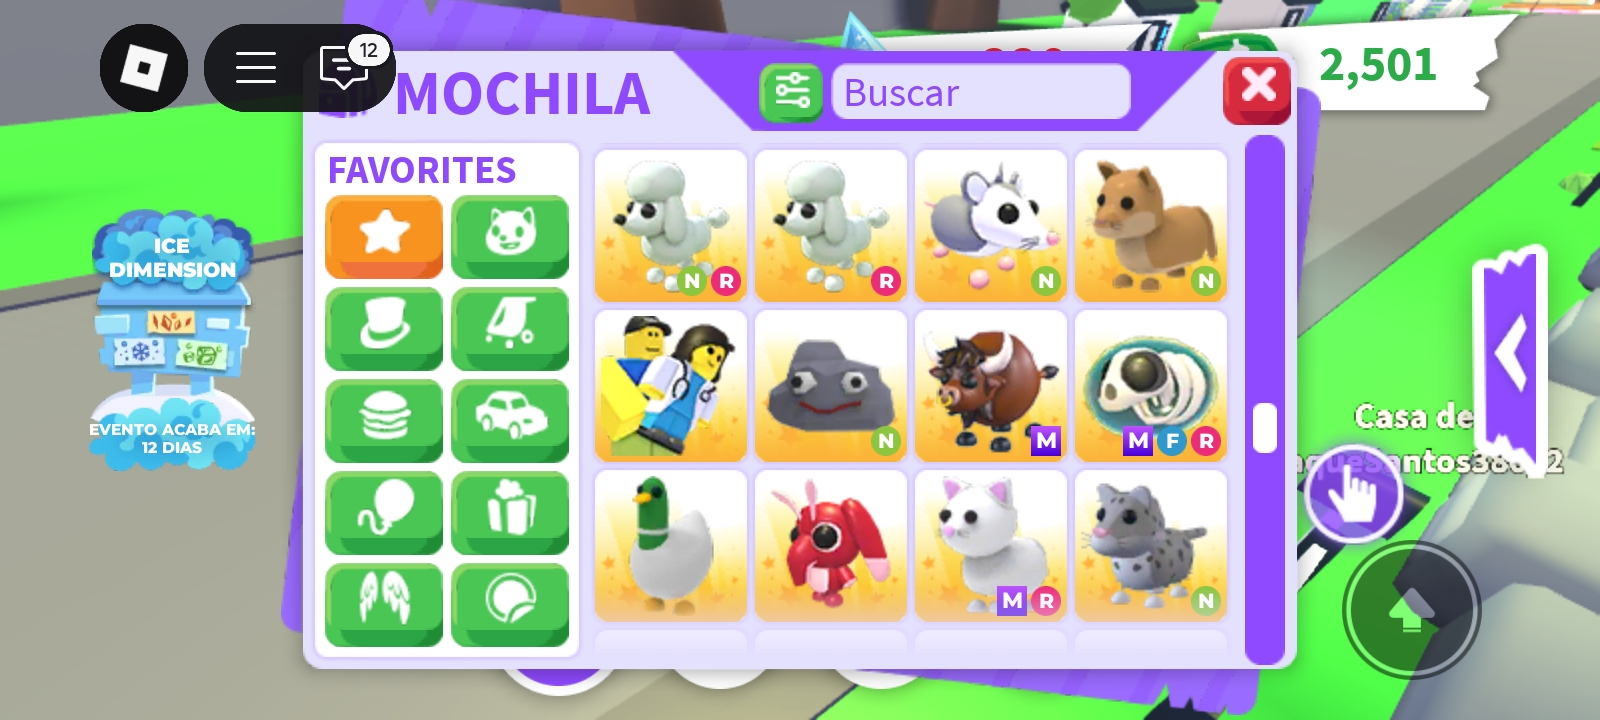 12
MOCHILA
Buscar
2,501
FAVORITES
N R
R
N
N
ICE
DIMENSION
N
M
M F R
EVENTO ACABA EM:
12 DIAS
Casa de
M R
N